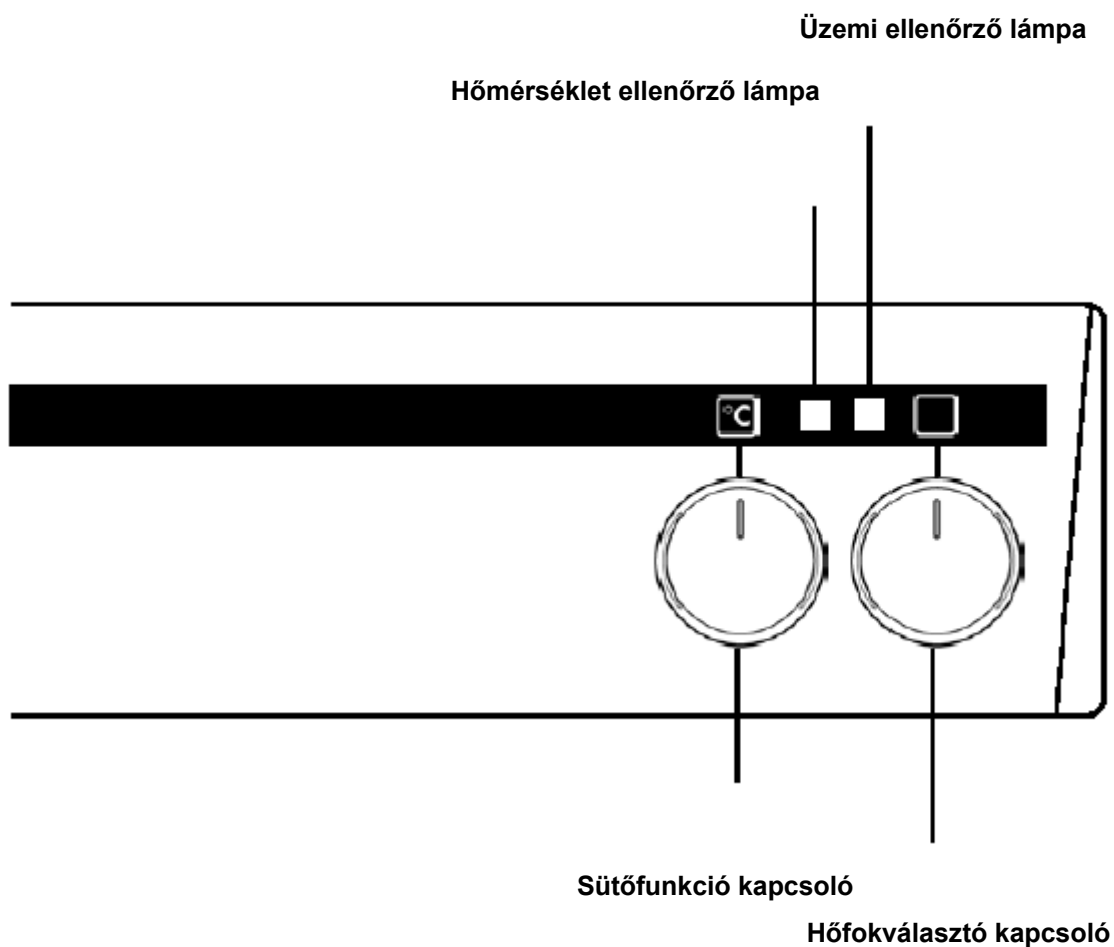 Üzemi ellenőrző lámpa
Hőmérséklet ellenőrző lámpa
°C
Sütőfunkció kapcsoló
Hőfokválasztó kapcsoló